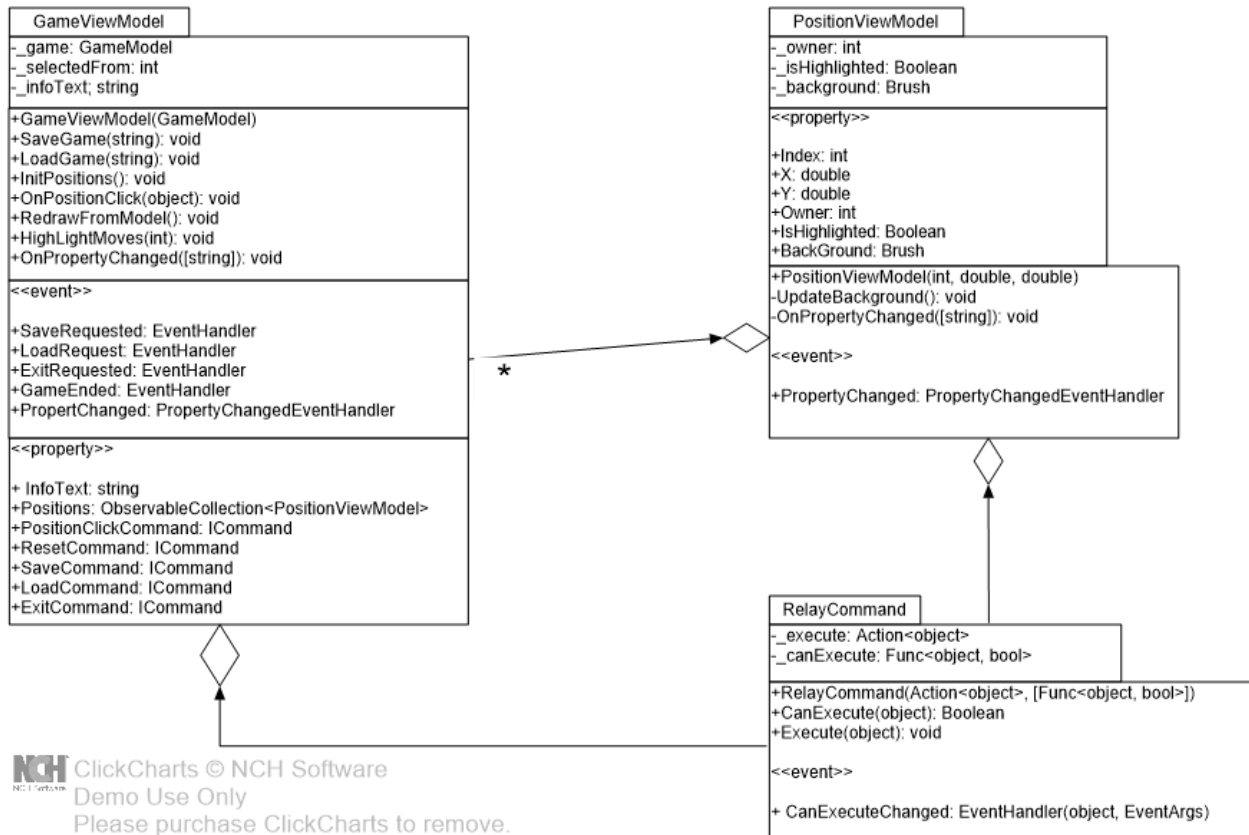 GameViewModel
-_game: GameModel
-_selectedFrom: int
-_infoText; string
+GameViewModel(GameModel)
+SaveGame(string): void
+LoadGame(string): void
+InitPositions(): void
+OnPositionClick(object): void
+RedrawFromModel(): void
+HighLightMoves(int): void
+OnPropertyChanged([string]): void
<<event>>
+SaveRequested: EventHandler
+LoadRequest: EventHandler
+ExitRequested: EventHandler
+GameEnded: EventHandler
+PropertChanged: PropertyChangedEventHandler
<<property>>
+ InfoText: string
+Positions: ObservableCollection<PositionViewModel>
+PositionClickCommand: ICommand
+ResetCommand: ICommand
+SaveCommand: ICommand
+LoadCommand: ICommand
+ExitCommand: ICommand
*
PositionViewModel
-_owner: int
-_isHighlighted: Boolean
-_background: Brush
<<property>>
+Index: int
+X: double
+Y: double
+Owner: int
+IsHighlighted: Boolean
+BackGround: Brush
+PositionViewModel(int, double, double)
-UpdateBackground(): void
-OnPropertyChanged([string]): void
<<event>>
+PropertyChanged: PropertyChangedEventHandler
RelayCommand
-_execute: Action<object>
-_canExecute: Func<object, bool>
+RelayCommand(Action<object>, [Func<object, bool>])
+CanExecute(object): Boolean
+Execute(object): void
<<event>>
+ CanExecuteChanged: EventHandler(object, EventArgs)
NCH
NCH Software
ClickCharts © NCH Software
Demo Use Only
Please purchase ClickCharts to remove.